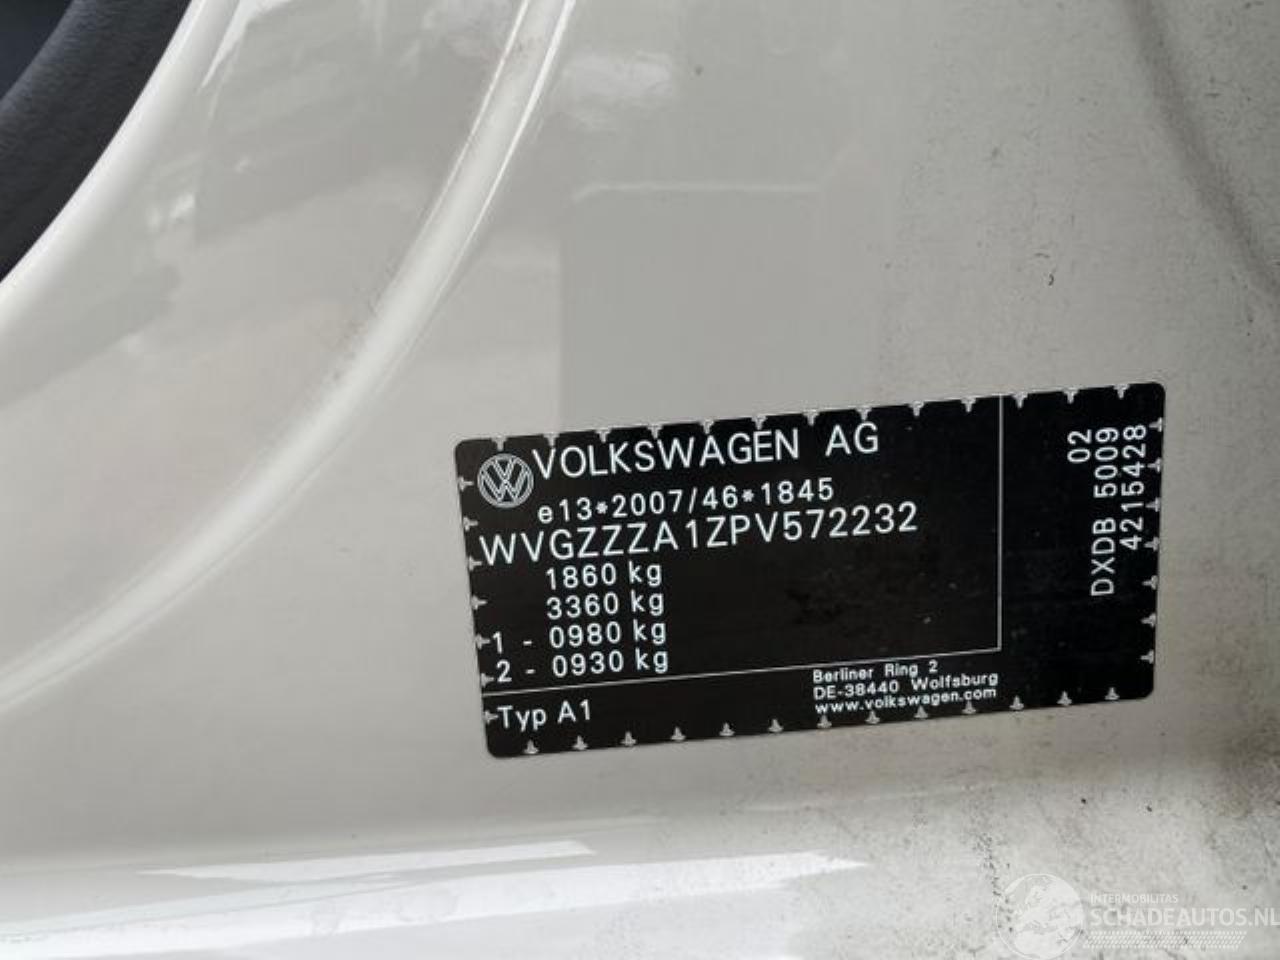 VOLKSWAGEN AG
e13*2007/46*1845
WVGZZZA1ZPV572232
1860 kg
3360 kg
1 - 0980 kg
2 - 0930 kg
Typ A1
Berliner Ring 2
DE-38440 Wolfsburg
www.volkswagen.com
02
DXDB 5009
4215428
INTERMOBILITAS
SCHADEAUTOS.NL